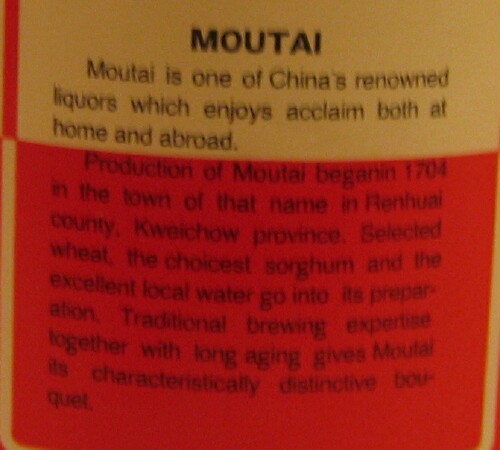 MOUTAI
Moutai is one of China's renowned
liquors which enjoys acclaim both at
home and abroad.
Production of Moutai beganin 1704
in the town of that name in Renhuai
county, Kweichow province. Selected
wheat, the choicest sorghum and the
excellent local water go into its prepar-
ation. Traditional brewing expertise
together with long aging gives Moutai
its characteristically distinctive bou-
quet.